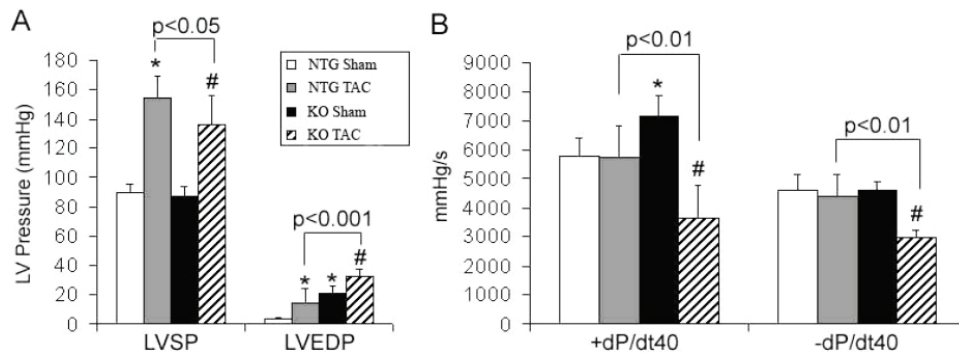 A
LV Pressure (mmHg)
180
160
140
120
100
80
60
40
20
0
p<0.05
*
#
p<0.001
*
*
#
LVSP
LVEDP
NTG Sham
NTG TAC
KO Sham
KO TAC
B
mmHg/s
10000
9000
8000
7000
6000
5000
4000
3000
2000
1000
0
p<0.01
*
#
p<0.01
#
+dP/dt40
-dP/dt40